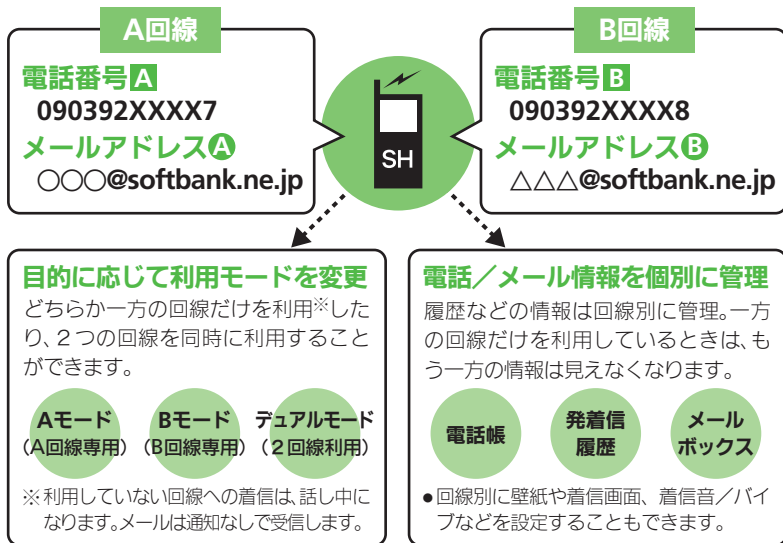 A回線
電話番号A
090392XXXX7
メールアドレスA
○○○@softbank.ne.jp
SH
B回線
電話番号B
090392XXXX8
メールアドレスB
△△△@softbank.ne.jp
目的に応じて利用モードを変更
どちらか一方の回線だけを利用※した
り、2つの回線を同時に利用すること
ができます。
Aモード
(A回線専用)
Bモード
(B回線専用)
デュアルモード
(2回線利用)
※利用していない回線への着信は、話し中に
なります。メールは通知なしで受信します。
電話/メール情報を個別に管理
履歴などの情報は回線別に管理。一方
の回線だけを利用しているときは、も
う一方の情報は見えなくなります。
電話帳
発着信
履歴
メール
ボックス
●回線別に壁紙や着信画面、着信音/バイ
ブなどを設定することもできます。